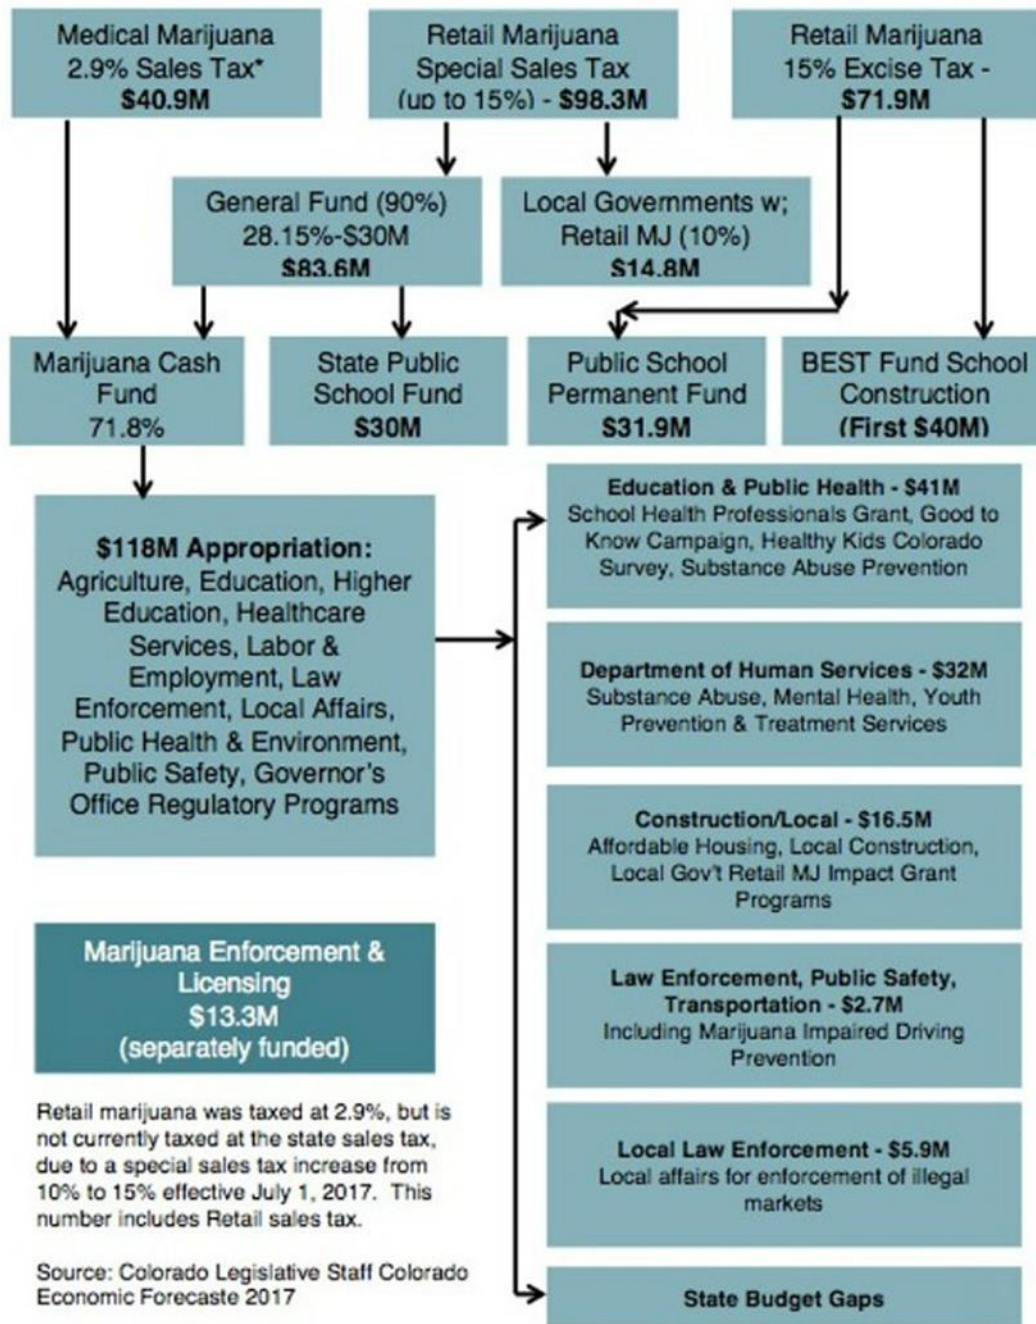 Medical Marijuana
2.9% Sales Tax*
$40.9M
Retail Marijuana
Special Sales Tax
(up to 15%) - $98.3M
Retail Marijuana
15% Excise Tax -
$71.9M
General Fund (90%)
28.15%-$30M
$83.6M
Local Governments w;
Retail MJ (10%)
$14.8M
Marijuana Cash
Fund
71.8%
State Public
School Fund
$30M
Public School
Permanent Fund
$31.9M
BEST Fund School
Construction
(First $40M)
$118M Appropriation:
Agriculture, Education, Higher
Education, Healthcare
Services, Labor &
Employment, Law
Enforcement, Local Affairs,
Public Health & Environment,
Public Safety, Governor's
Office Regulatory Programs
Education & Public Health - $41M
School Health Professionals Grant, Good to
Know Campaign, Healthy Kids Colorado
Survey, Substance Abuse Prevention
Department of Human Services - $32M
Substance Abuse, Mental Health, Youth
Prevention & Treatment Services
Construction/Local - $16.5M
Affordable Housing, Local Construction,
Local Gov't Retail MJ Impact Grant
Programs
Law Enforcement, Public Safety,
Transportation - $2.7M
Including Marijuana Impaired Driving
Prevention
Local Law Enforcement - $5.9M
Local affairs for enforcement of illegal
markets
State Budget Gaps
Marijuana Enforcement &
Licensing
$13.3M
(separately funded)
Retail marijuana was taxed at 2.9%, but is
not currently taxed at the state sales tax,
due to a special sales tax increase from
10% to 15% effective July 1, 2017. This
number includes Retail sales tax.
Source: Colorado Legislative Staff Colorado
Economic Forecaste 2017